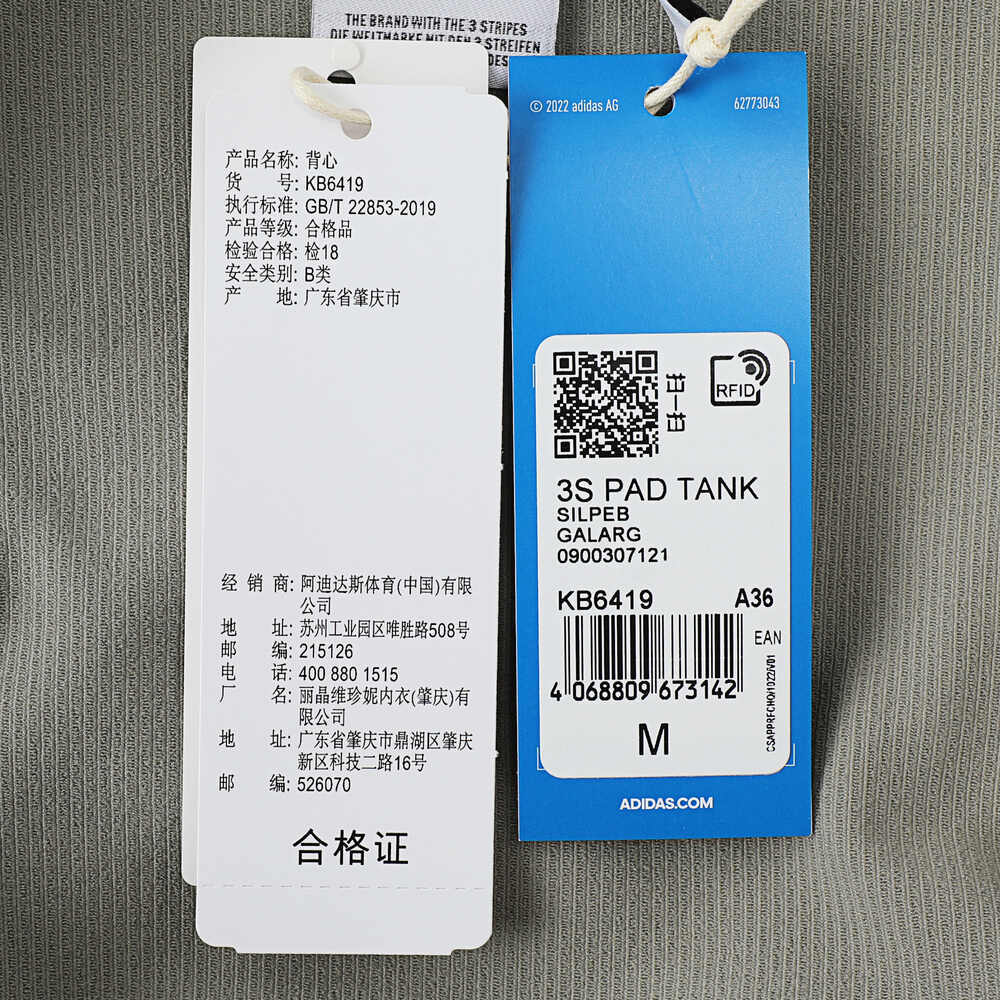 THE BRAND WITH THE 3 STRIPES
DIE WELTMARKE MIT DEN 3 STREIFEN
产品名称: 背心
货 号: KB6419
执行标准: GB/T 22853-2019
产品等级: 合格品
检验合格: 检18
安全类别: B类
产 地: 广东省肇庆市
经 销 商: 阿迪达斯体育(中国)有限
公司
地 址: 苏州工业园区唯胜路508号
邮 编: 215126
电 话: 400 880 1515
厂 名: 丽晶维珍妮内衣(肇庆)有
限公司
地 址: 广东省肇庆市鼎湖区肇庆
新区科技二路16号
邮 编: 526070
合格证
© 2022 adidas AG
62773043
扫一扫
RFID
3S PAD TANK
SILPEB
GALARG
0900307121
KB6419 A36
EAN
4 068809 673142
M
ADIDAS.COM